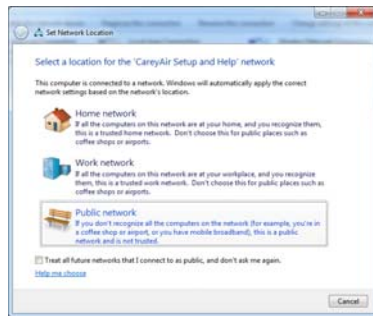 Set Network Location
Select a location for the 'CareyAir Setup and Help' network
This computer is connected to a network. Windows will automatically apply the correct
network settings based on the network's location.
Home network
If all the computers on this network are at your home, and you recognize them,
this is a trusted home network. Don't choose this for public places such as
coffee shops or airports.
Work network
If all the computers on this network are at your workplace, and you recognize
them, this is a trusted work network. Don't choose this for public places such as
coffee shops or airports.
Public network
If you don't recognize all the computers on the network (for example, you're in
a coffee shop or airport, or you have mobile broadband), this is a public
network and is not trusted.
Treat all future networks that I connect to as public, and don't ask me again.
Help me choose
Cancel